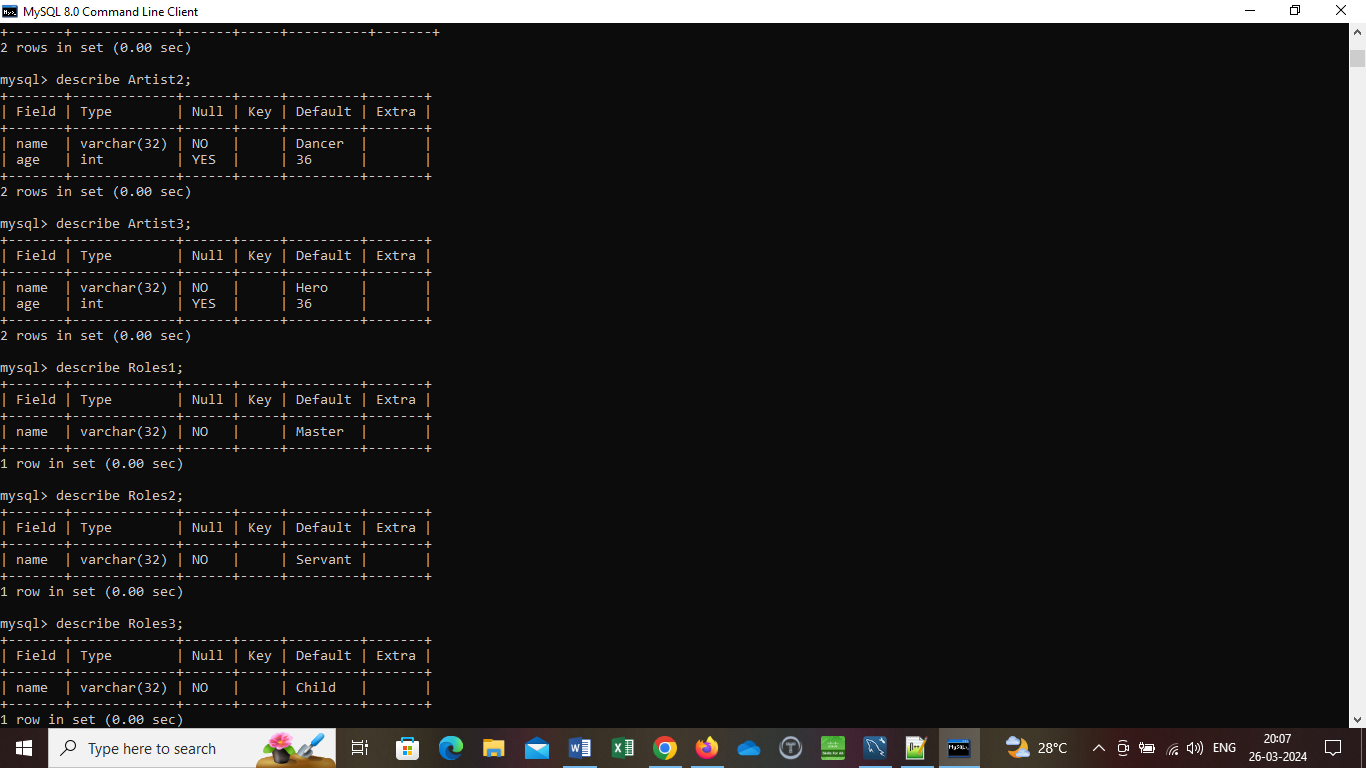 MySQL 8.0 Command Line Client
+-------+-------------+------+-----+----------+-------+
2 rows in set (0.00 sec)
mysql> describe Artist2;
+-------+-------------+------+-----+---------+-------+
| Field | Type        | Null | Key | Default | Extra |
+-------+-------------+------+-----+---------+-------+
| name  | varchar(32) | NO   |     | Dancer  |       |
| age   | int         | YES  |     | 36      |       |
+-------+-------------+------+-----+---------+-------+
2 rows in set (0.00 sec)
mysql> describe Artist3;
+-------+-------------+------+-----+---------+-------+
| Field | Type        | Null | Key | Default | Extra |
+-------+-------------+------+-----+---------+-------+
| name  | varchar(32) | NO   |     | Hero    |       |
| age   | int         | YES  |     | 36      |       |
+-------+-------------+------+-----+---------+-------+
2 rows in set (0.00 sec)
mysql> describe Roles1;
+-------+-------------+------+-----+---------+-------+
| Field | Type        | Null | Key | Default | Extra |
+-------+-------------+------+-----+---------+-------+
| name  | varchar(32) | NO   |     | Master  |       |
+-------+-------------+------+-----+---------+-------+
1 row in set (0.00 sec)
mysql> describe Roles2;
+-------+-------------+------+-----+---------+-------+
| Field | Type        | Null | Key | Default | Extra |
+-------+-------------+------+-----+---------+-------+
| name  | varchar(32) | NO   |     | Servant |       |
+-------+-------------+------+-----+---------+-------+
1 row in set (0.00 sec)
mysql> describe Roles3;
+-------+-------------+------+-----+---------+-------+
| Field | Type        | Null | Key | Default | Extra |
+-------+-------------+------+-----+---------+-------+
| name  | varchar(32) | NO   |     | Child   |       |
+-------+-------------+------+-----+---------+-------+
1 row in set (0.00 sec)
Type here to search
28°C
ENG
20:07
26-03-2024